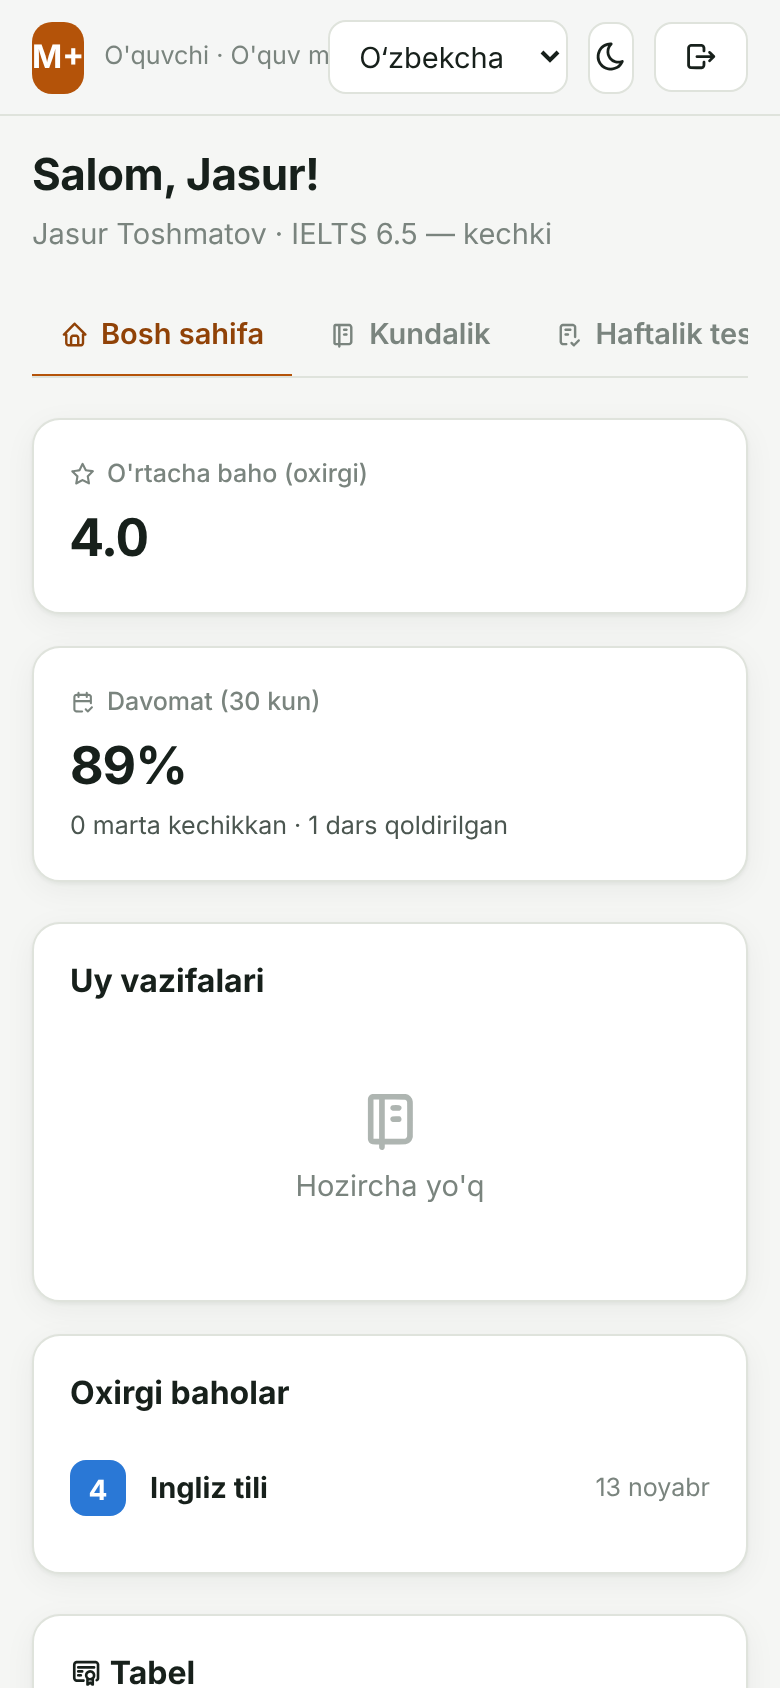 M+
O'quvchi · O'quv m
Oʻzbekcha
Salom, Jasur!
Jasur Toshmatov · IELTS 6.5 — kechki
Bosh sahifa
Kundalik
Haftalik tes
O'rtacha baho (oxirgi)
4.0
Davomat (30 kun)
89%
0 marta kechikkan · 1 dars qoldirilgan
Uy vazifalari
Hozircha yo'q
Oxirgi baholar
4 Ingliz tili 13 noyabr
Tabel